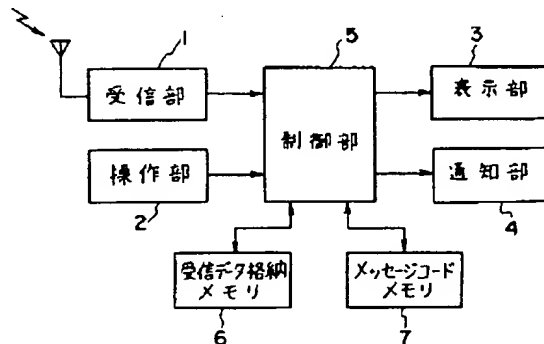 1
5
3
受信部
制御部
表示部
操作部
通知部
2
4
受信データ格納
メモリ
メッセージコード
メモリ
6
7